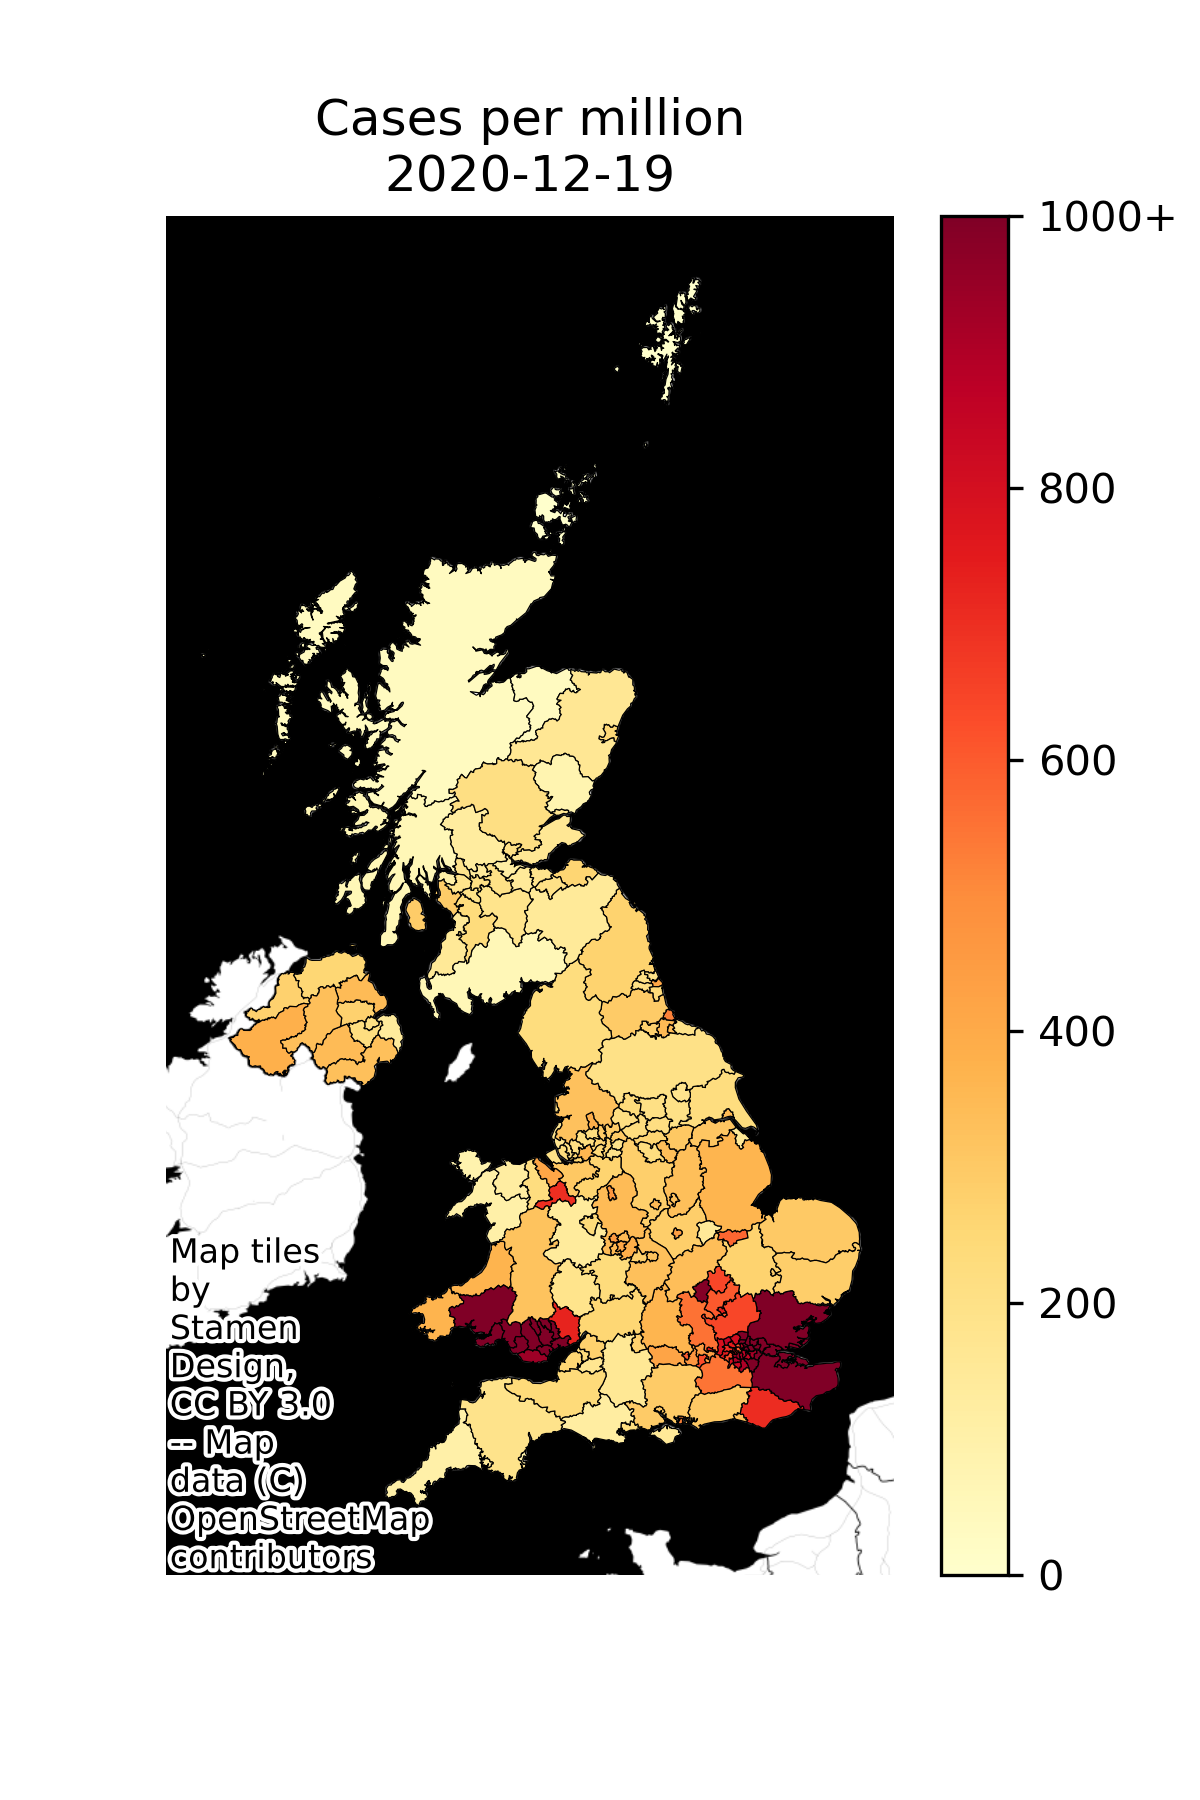 Cases per million
2020-12-19
1000+
800
600
400
200
0
Map tiles
by
Stamen
Design,
CC BY 3.0
-- Map
data (C)
OpenStreetMap
contributors